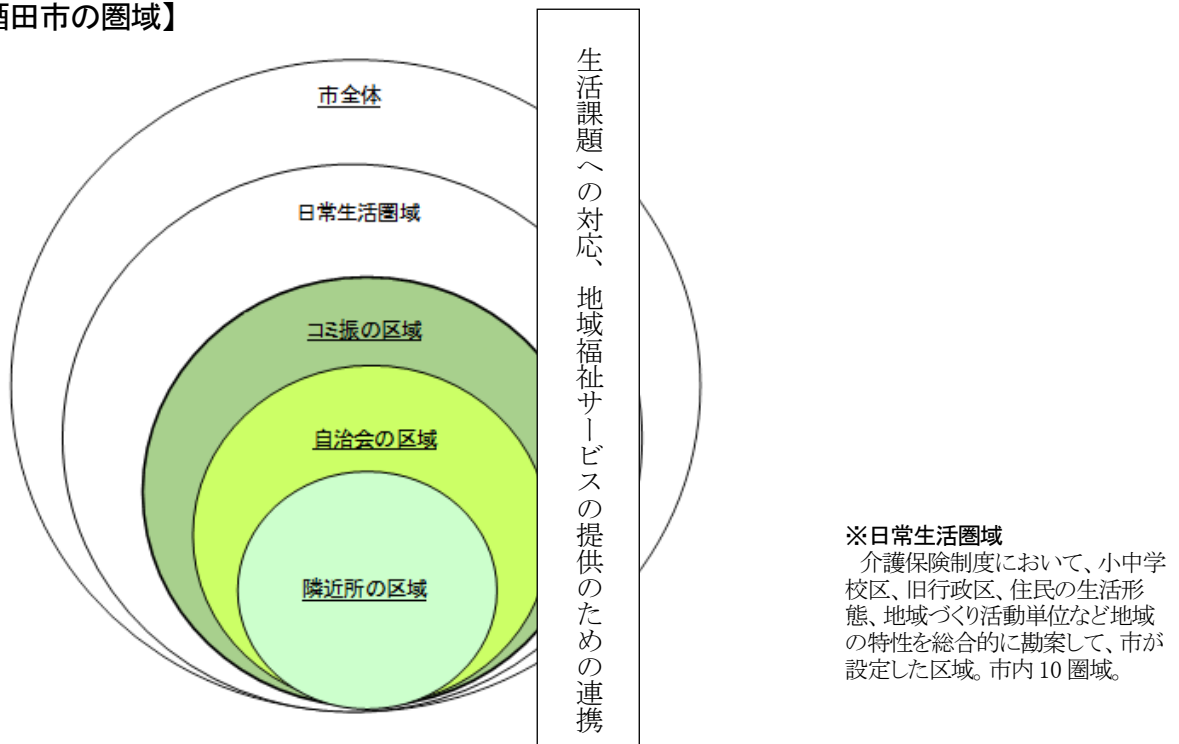 酒田市の圏域】
市全体
日常生活圏域
コミ振の区域
自治会の区域
隣近所の区域
生活課題への対応、地域福祉サービスの提供のための連携
※日常生活圏域
介護保険制度において、小中学
校区、旧行政区、住民の生活形
態、地域づくり活動単位など地域
の特性を総合的に勘案して、市が
設定した区域。市内 10 圏域。